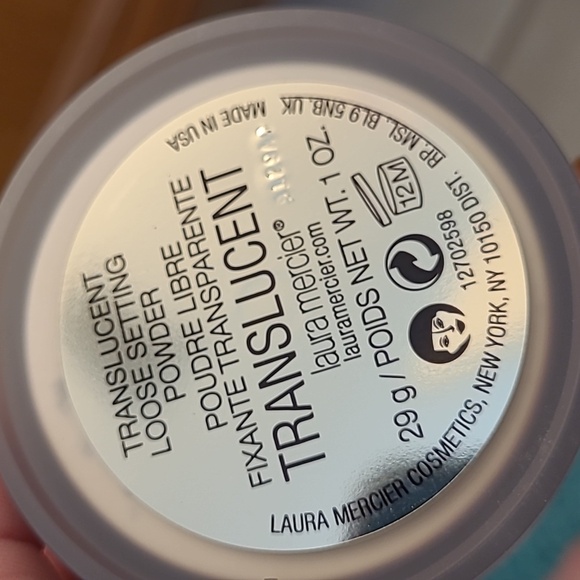 TRANSLUCENT
LOOSE SETTING
POWDER
POUDRE LIBRE
FIXANTE TRANSPARENTE
TRANSLUCENT
laura mercier®
lauramercier.com
29 g / POIDS NET WT. 1 OZ.
12M
12702598
LAURA MERCIER COSMETICS, NEW YORK, NY 10150 DIST. RP. MSL. BL9 5NB. UK MADE IN USA